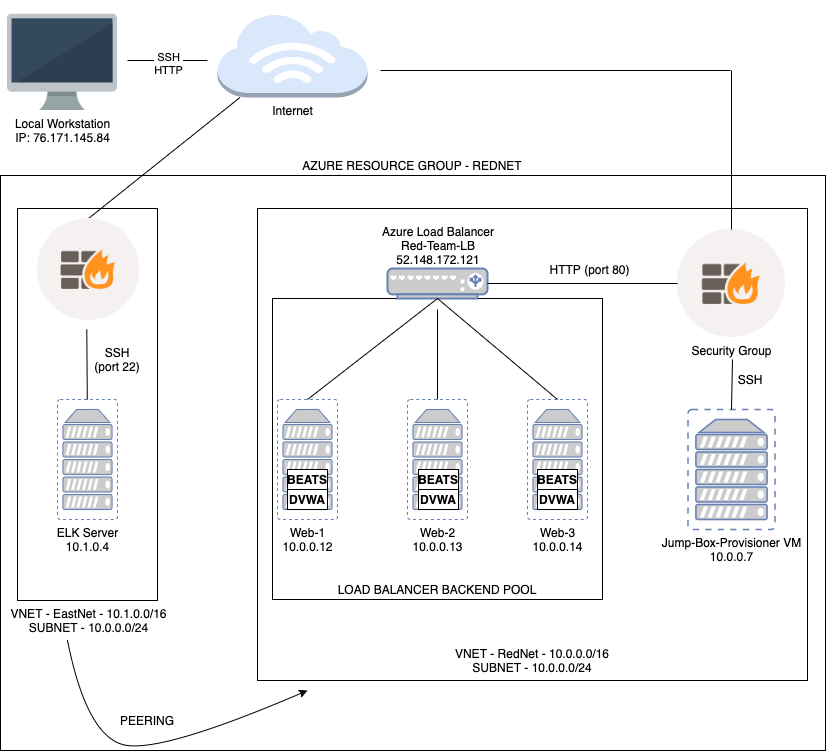 SSH
HTTP
Internet
Local Workstation
IP: 76.171.145.84
AZURE RESOURCE GROUP - REDNET
Azure Load Balancer
Red-Team-LB
52.148.172.121
HTTP (port 80)
SSH
(port 22)
Security Group
SSH
BEATS
DVWA
BEATS
DVWA
BEATS
DVWA
ELK Server
10.1.0.4
Web-1
10.0.0.12
Web-2
10.0.0.13
Web-3
10.0.0.14
Jump-Box-Provisioner VM
10.0.0.7
LOAD BALANCER BACKEND POOL
VNET - EastNet - 10.1.0.0/16
SUBNET - 10.0.0.0/24
VNET - RedNet - 10.0.0.0/16
SUBNET - 10.0.0.0/24
PEERING